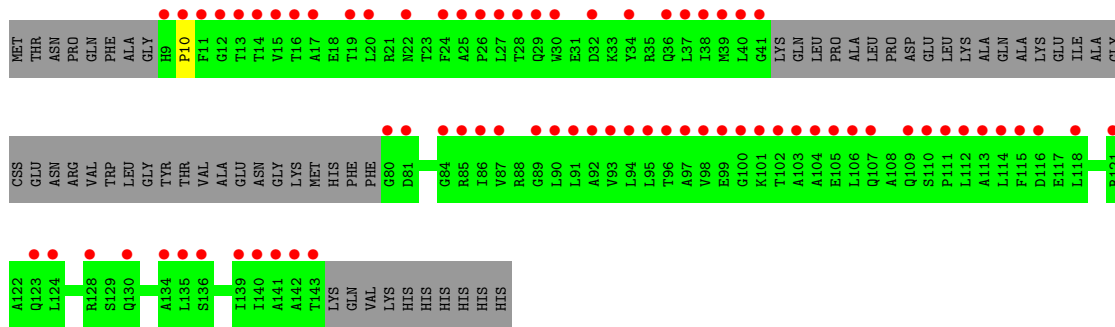 MET THR ASN PRO GLN PHE ALA GLY H9 P10 F11 G12 T13 T14 V15 T16 A17 E18 T19 L20 R21 N22 T23 F24 A25 P26 L27 T28 Q29 W30 E31 D32 K33 Y34 R35 Q36 L37 I38 M39 L40 G41 LYS GLN LEU PRO ALA LEU PRO ASP GLU LEU LYS ALA GLN ALA LYS GLU ILE ALA GLY
CSS GLU ASN ARG VAL TRP LEU GLY TYR THR VAL ALA GLU ASN GLY LYS MET HIS PHE PHE G80 D81 G84 R85 I86 V87 R88 G89 L90 L91 A92 V93 L94 L95 T96 A97 V98 E99 G100 K101 T102 A103 A104 E105 L106 Q107 A108 Q109 S110 P111 L112 A113 L114 F115 D116 E117 L118 R121
A122 Q123 L124 R128 S129 Q130 A134 L135 S136 I139 I140 A141 A142 T143 LYS GLN VAL LYS HIS HIS HIS HIS HIS HIS